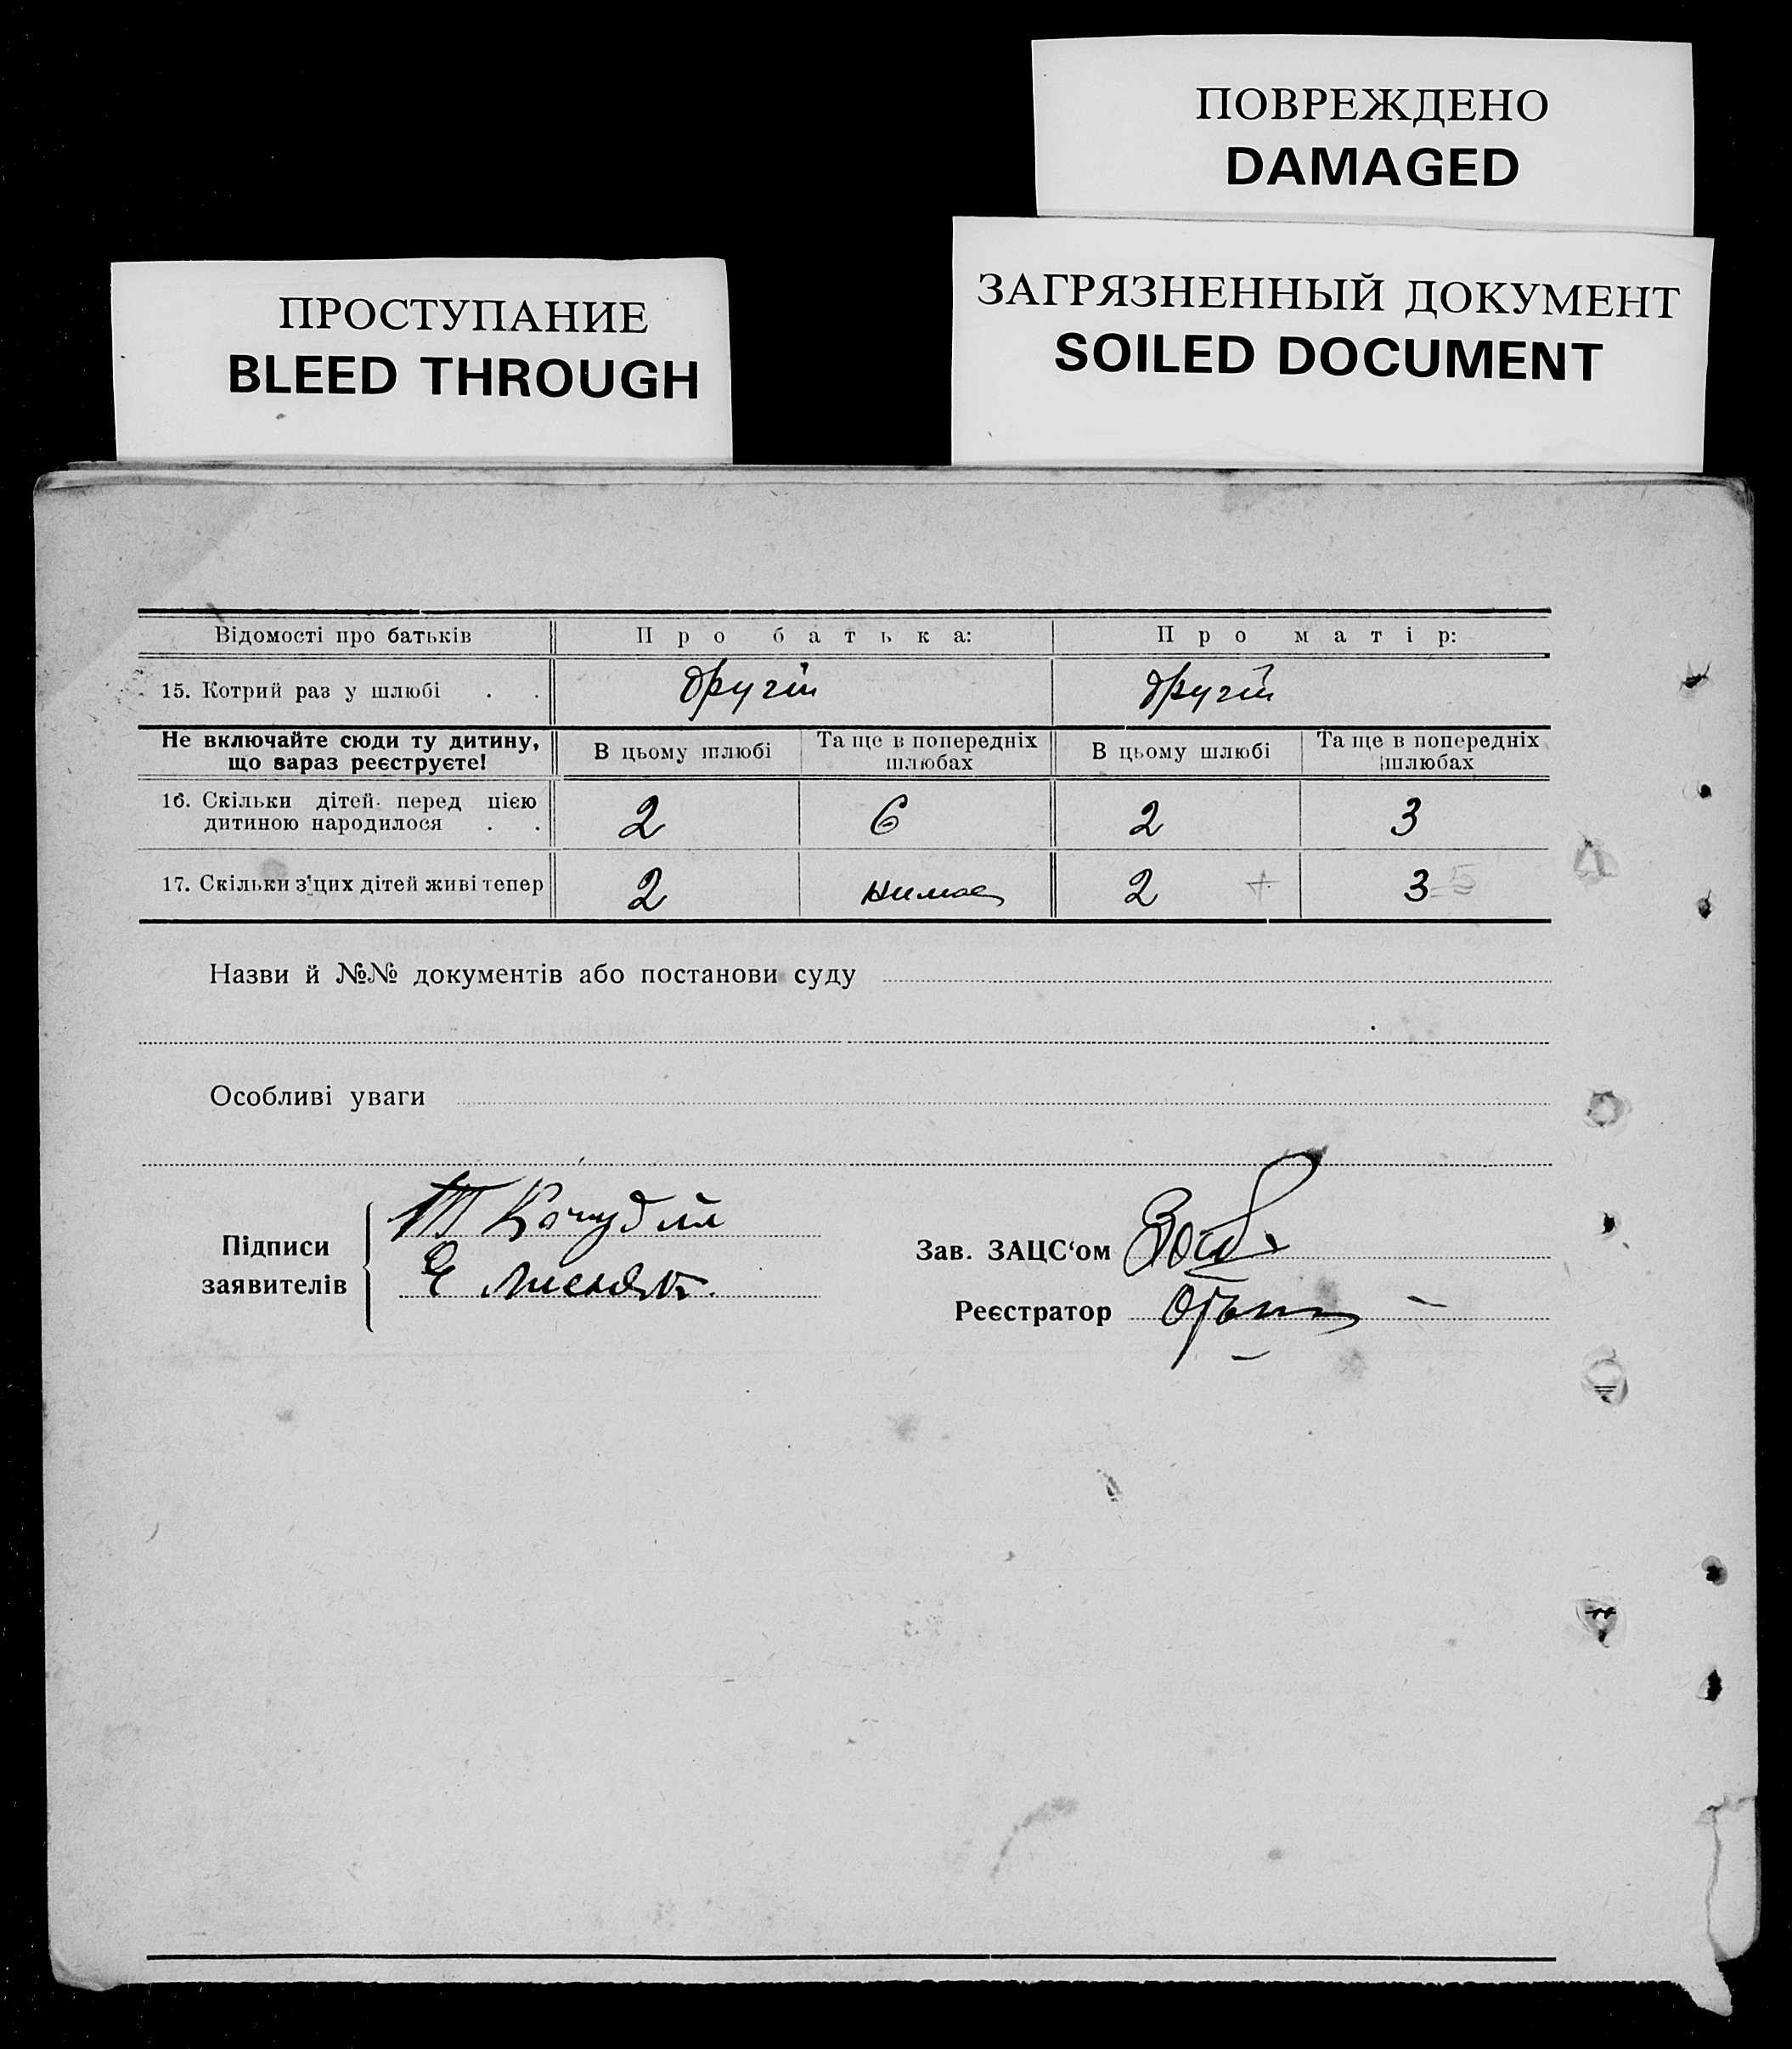 ПОВРЕЖДЕНО
DAMAGED
ЗАГРЯЗНЕННЫЙ ДОКУМЕНТ
SOILED DOCUMENT
ПРОСТУПАНИЕ
BLEED THROUGH
Відомості про батьків Про батька: Про матір:
15. Котрий раз у шлюбі . . другий другий
Не включайте сюди ту дитину, що зараз реєструєте! В цьому шлюбі Та ще в попередніх шлюбах В цьому шлюбі Та ще в попередніх шлюбах
16. Скільки дітей перед цією дитиною народилося . . 2 6 2 3
17. Скільки з'цих дітей живі тепер 2 нимає 2 + 3 5
Назви й №№ документів або постанови суду
Особливі уваги
Підписи заявителів
Зав. ЗАЦС‘ом
Реєстратор